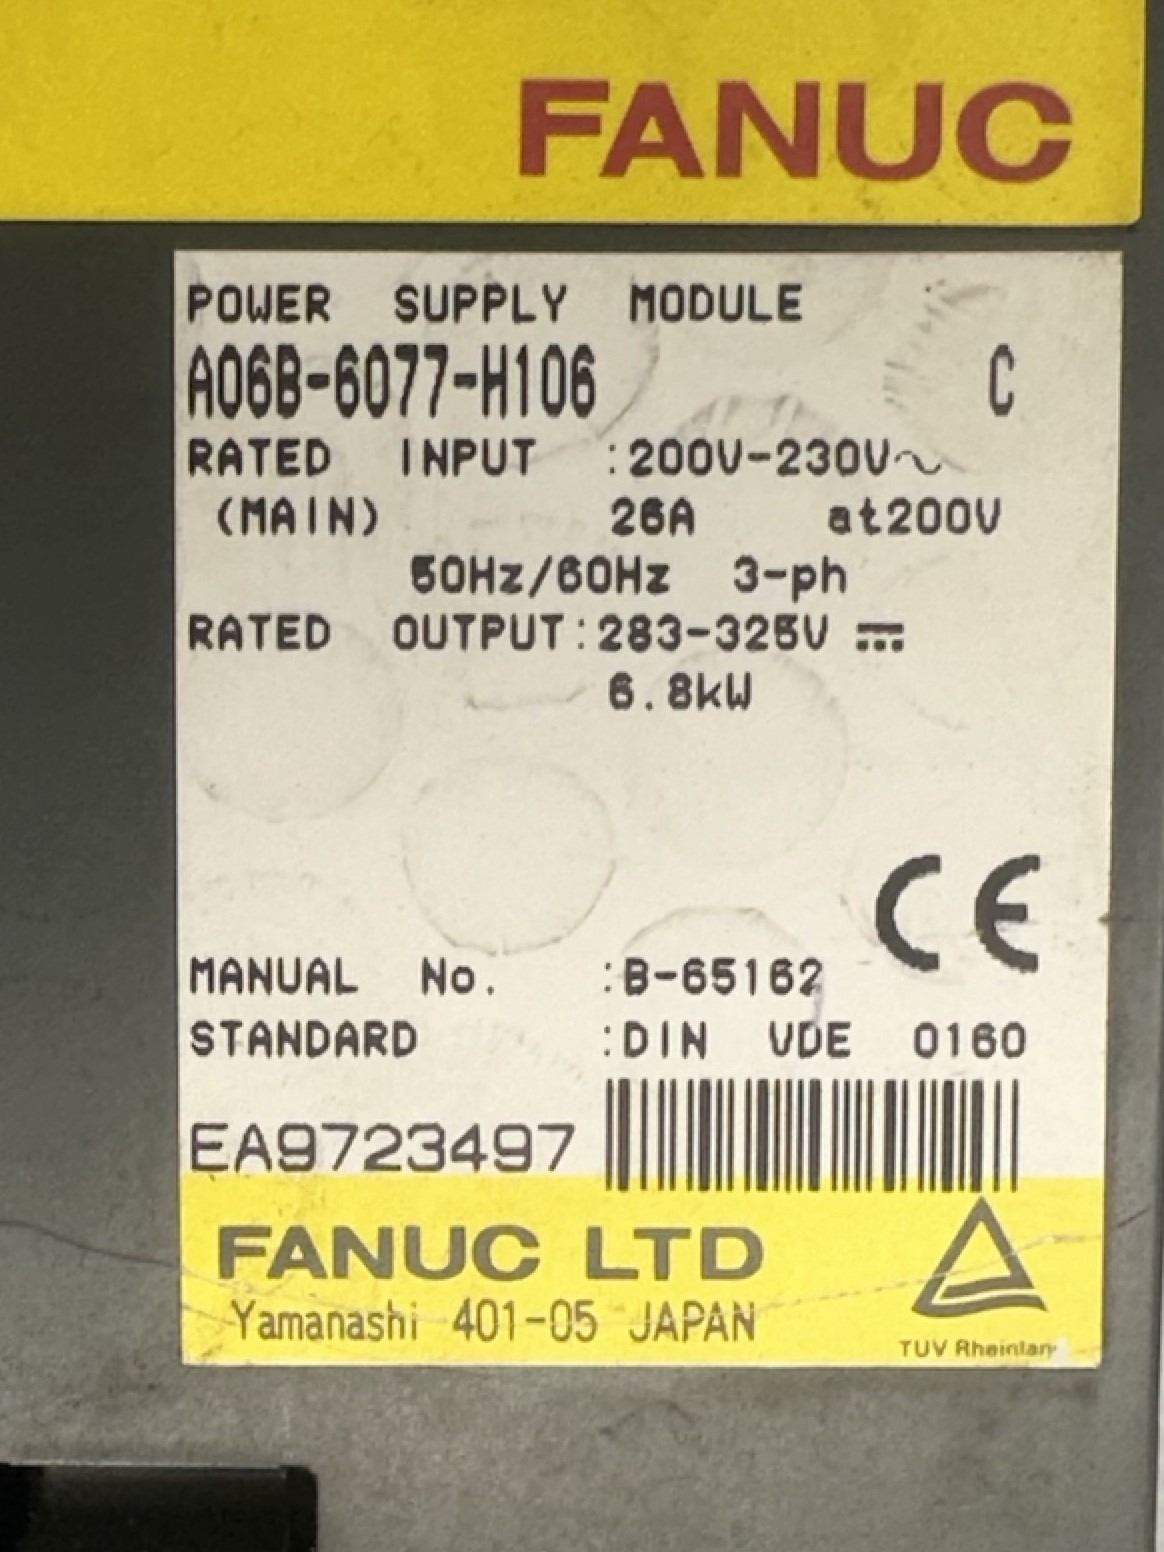 FANUC
POWER SUPPLY MODULE
A06B-6077-H106 C
RATED INPUT :200V-230V~
(MAIN) 26A at200V
50Hz/60Hz 3-ph
RATED OUTPUT:283-325V ⎓
6.8kW
CE
MANUAL No. :B-65162
STANDARD :DIN VDE 0160
EA9723497
FANUC LTD
Yamanashi 401-05 JAPAN
TUV